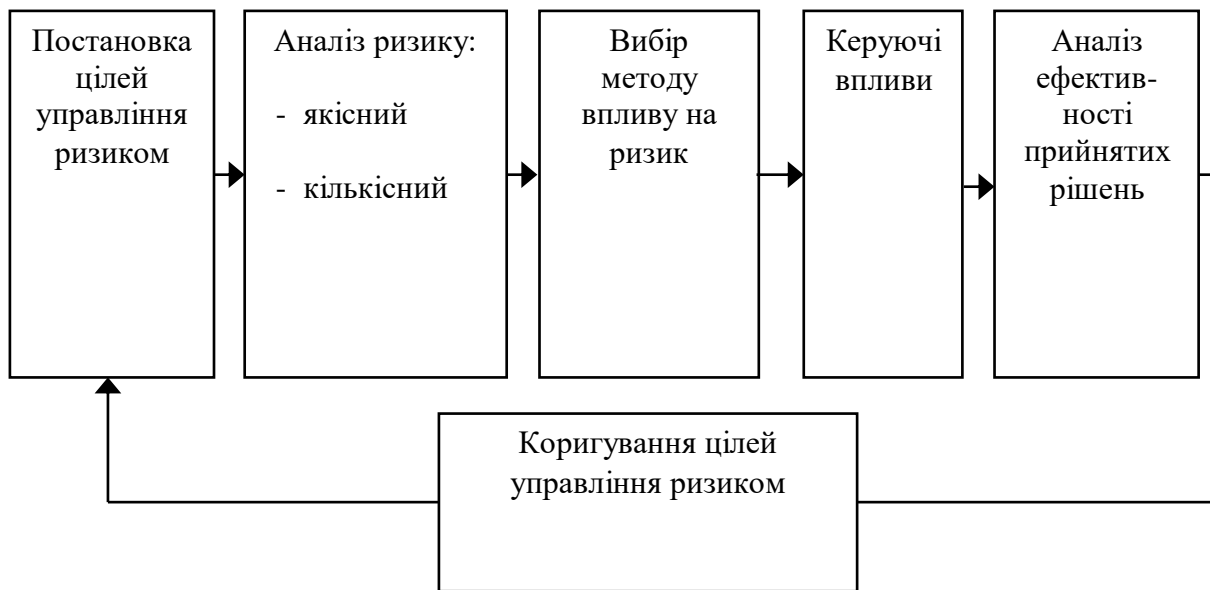 Постановка
цілей
управління
ризиком
Аналіз ризику:
- якісний
- кількісний
Вибір
методу
впливу на
ризик
Керуючі
впливи
Аналіз
ефектив-
ності
прийнятих
рішень
Коригування цілей
управління ризиком